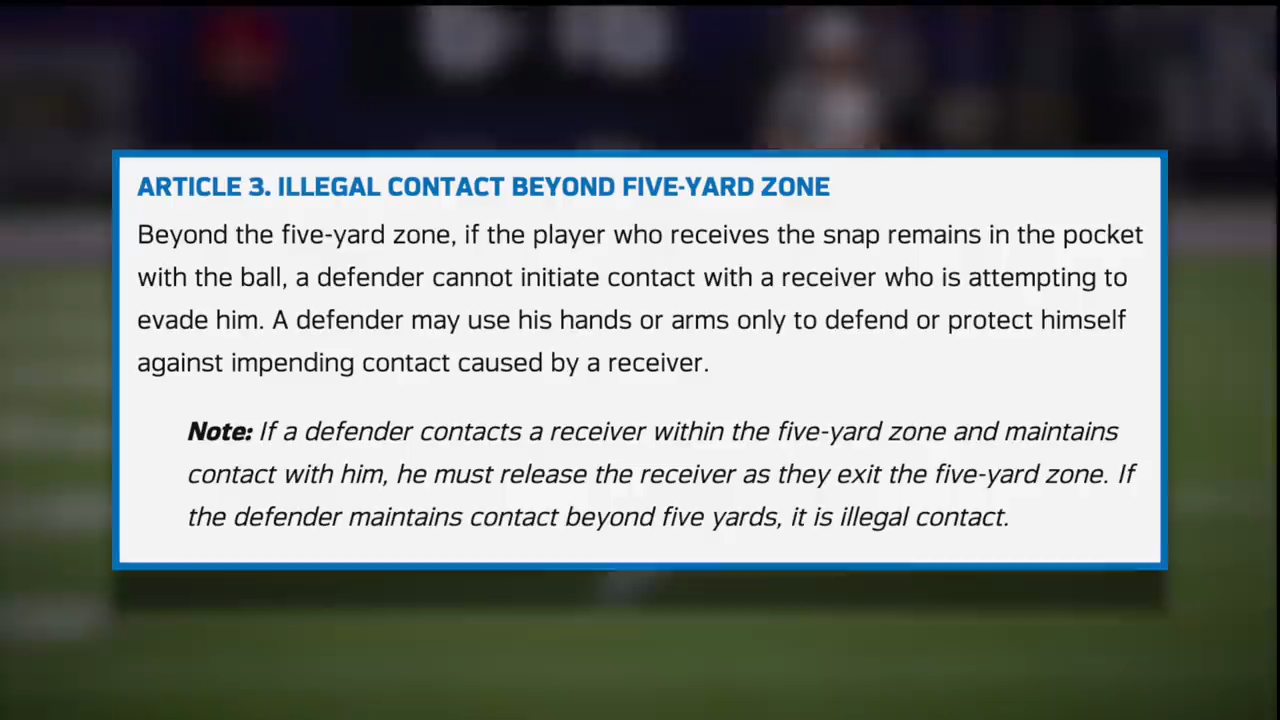 ARTICLE 3. ILLEGAL CONTACT BEYOND FIVE-YARD ZONE
Beyond the five-yard zone, if the player who receives the snap remains in the pocket
with the ball, a defender cannot initiate contact with a receiver who is attempting to
evade him. A defender may use his hands or arms only to defend or protect himself
against impending contact caused by a receiver.
Note: If a defender contacts a receiver within the five-yard zone and maintains
contact with him, he must release the receiver as they exit the five-yard zone. If
the defender maintains contact beyond five yards, it is illegal contact.